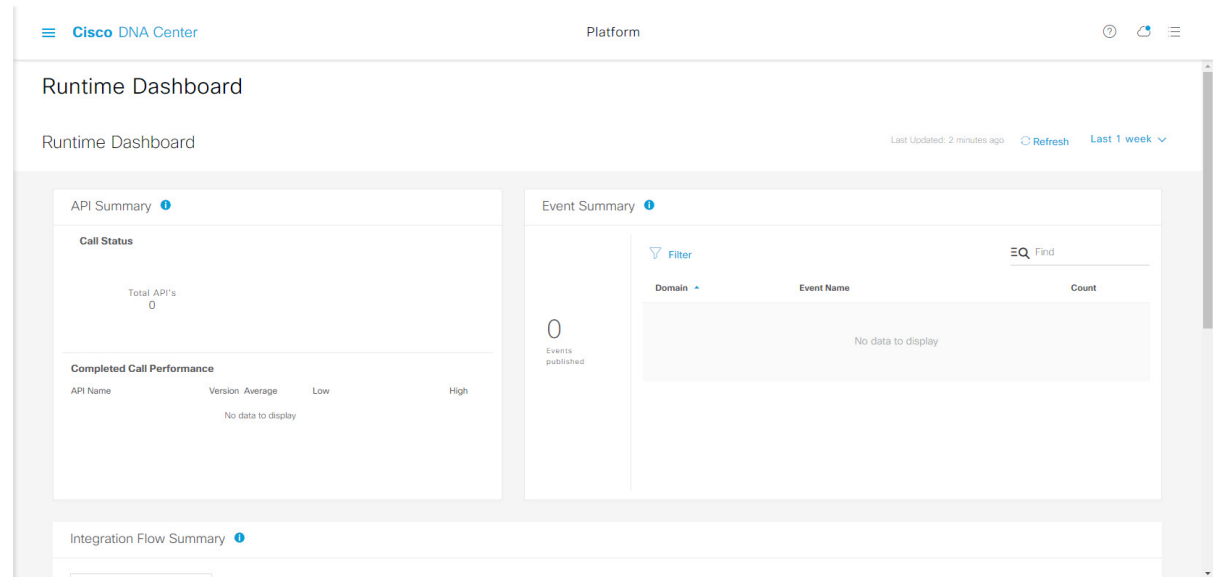 Cisco DNA Center
Platform
Runtime Dashboard
Runtime Dashboard
Last Updated: 2 minutes ago
Refresh
Last 1 week
API Summary
Call Status
Total API's
0
Completed Call Performance
API Name Version Average Low High
No data to display
Event Summary
0
Events
published
Filter
Find
Domain Event Name Count
No data to display
Integration Flow Summary